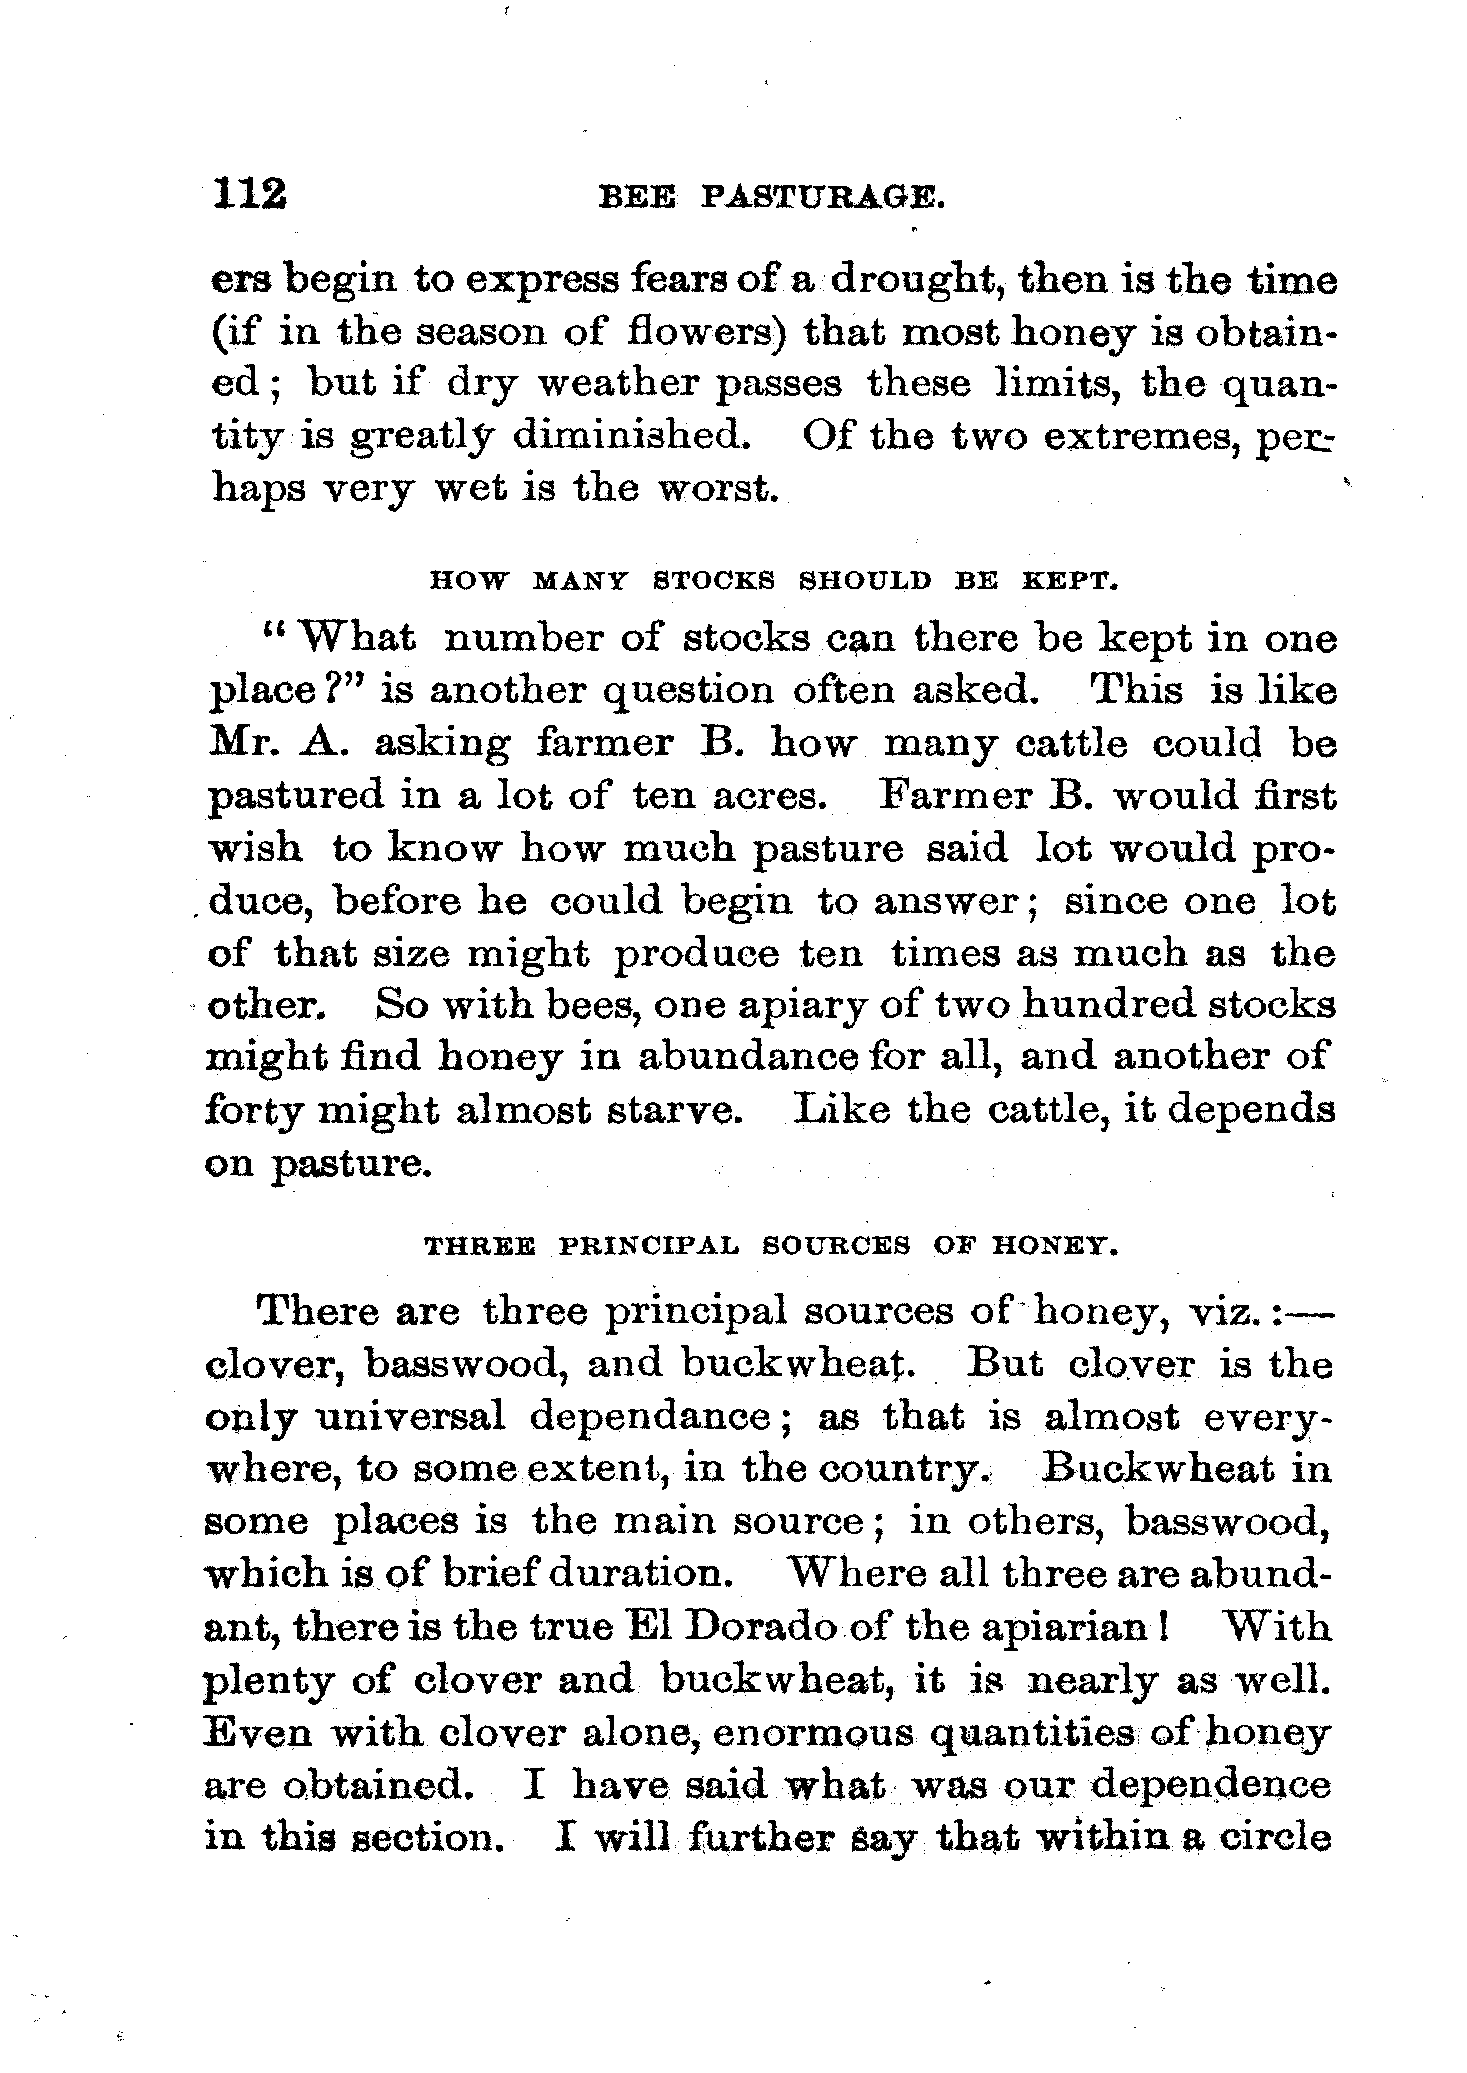 112 BEE PASTURAGE.
ers begin to express fears of a drought, then is the time
(if in the season of flowers) that most honey is obtain-
ed; but if dry weather passes these limits, the quan-
tity is greatly diminished. Of the two extremes, per-
haps very wet is the worst.
HOW MANY STOCKS SHOULD BE KEPT.
"What number of stocks can there be kept in one
place?" is another question often asked. This is like
Mr. A. asking farmer B. how many cattle could be
pastured in a lot of ten acres. Farmer B. would first
wish to know how much pasture said lot would pro-
duce, before he could begin to answer; since one lot
of that size might produce ten times as much as the
other. So with bees, one apiary of two hundred stocks
might find honey in abundance for all, and another of
forty might almost starve. Like the cattle, it depends
on pasture.
THREE PRINCIPAL SOURCES OF HONEY.
There are three principal sources of honey, viz.:—
clover, basswood, and buckwheat. But clover is the
only universal dependance; as that is almost every-
where, to some extent, in the country. Buckwheat in
some places is the main source; in others, basswood,
which is of brief duration. Where all three are abund-
ant, there is the true El Dorado of the apiarian! With
plenty of clover and buckwheat, it is nearly as well.
Even with clover alone, enormous quantities of honey
are obtained. I have said what was our dependence
in this section. I will further say that within a circle